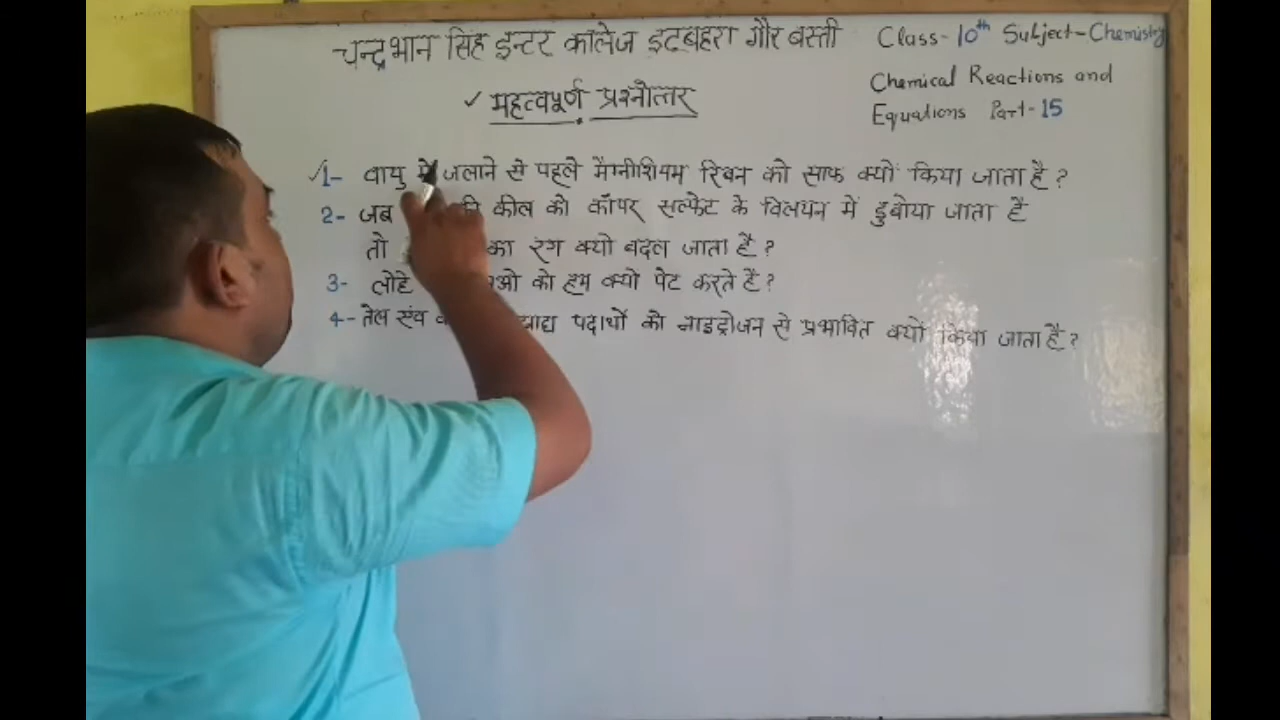 चन्द्रभान सिंह इन्टर कॉलेज इटबहरा गौर बस्ती
Class-10th Subject-Chemistry
Chemical Reactions and
Equations Part-15
✓ महत्वपूर्ण प्रश्नोत्तर
✓1- वायु में जलाने से पहले मैग्नीशियम रिबन को साफ क्यों किया जाता है?
2- जब की कील को कॉपर सल्फेट के विलयन में डुबोया जाता है
तो का रंग क्यो बदल जाता है?
3- लोहे को हम क्यो पेंट करते है?
4- तेल एंव खाद्य पदार्थो को नाइट्रोजन से प्रभावित क्यों किया जाता है?